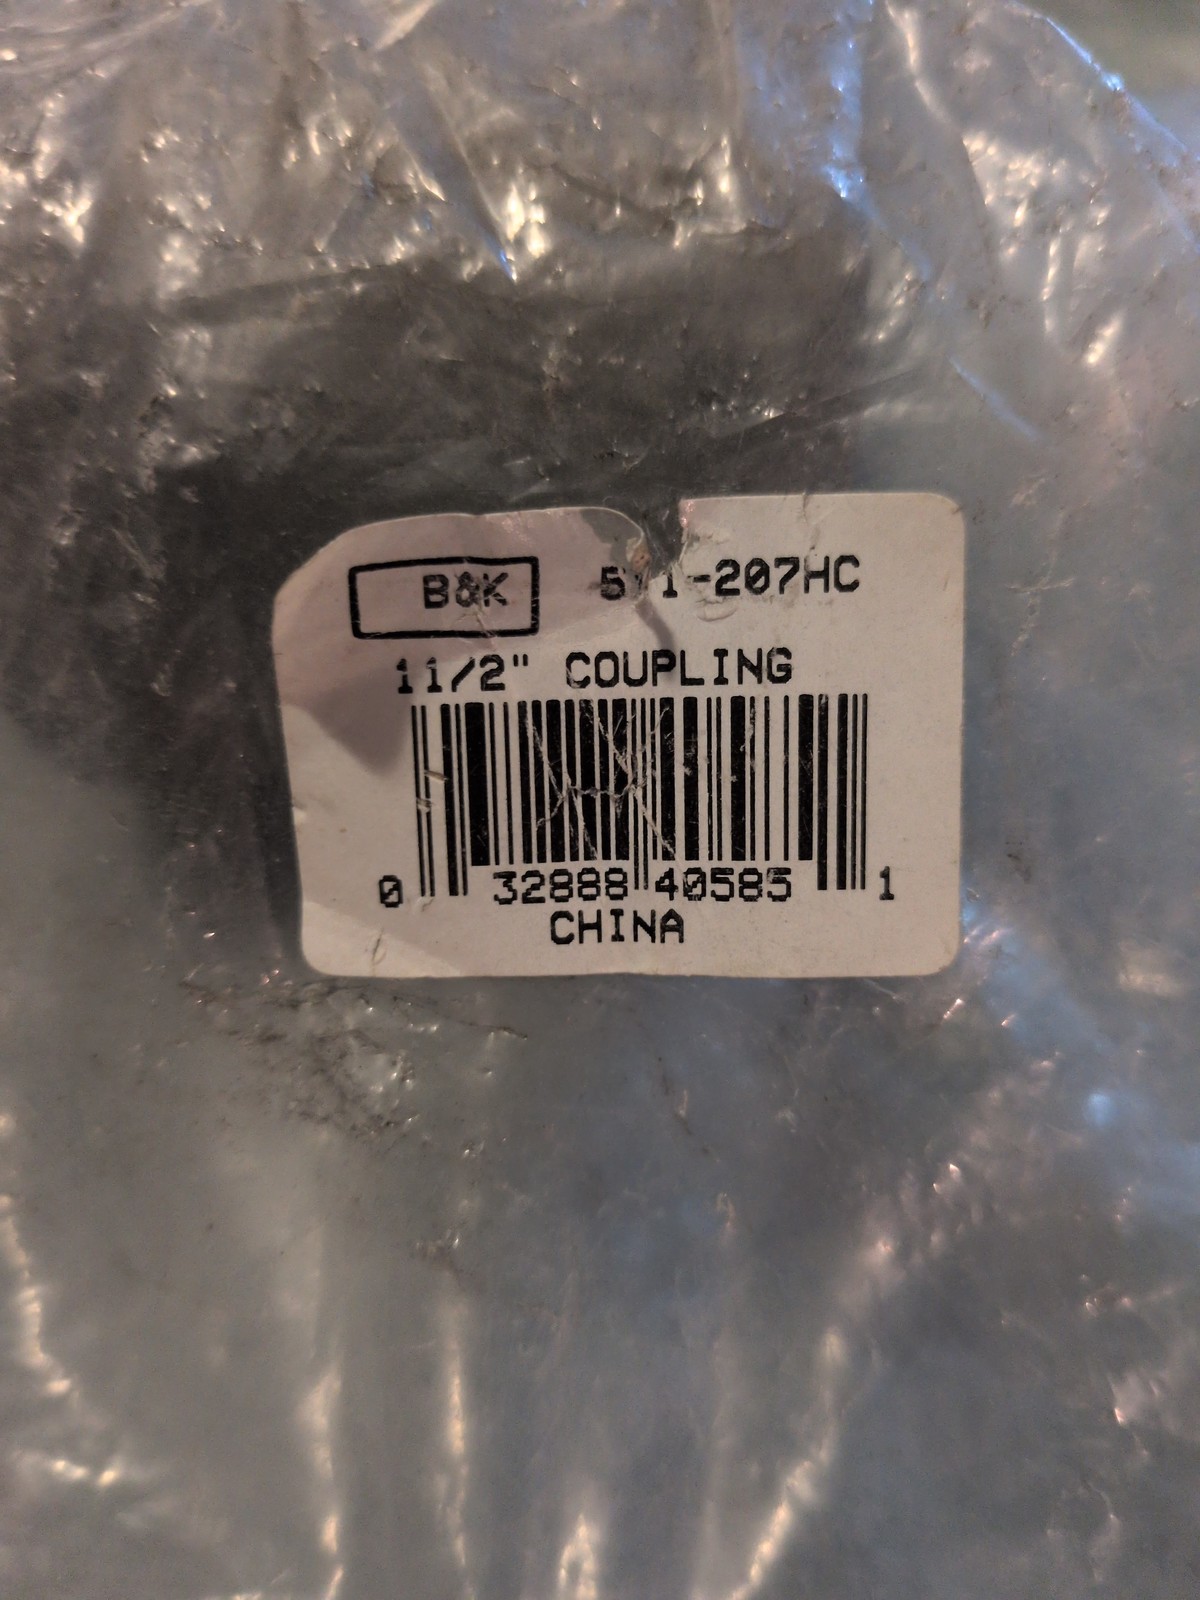 B&K
11/2" COUPLING
0 32888 40585 1
CHINA